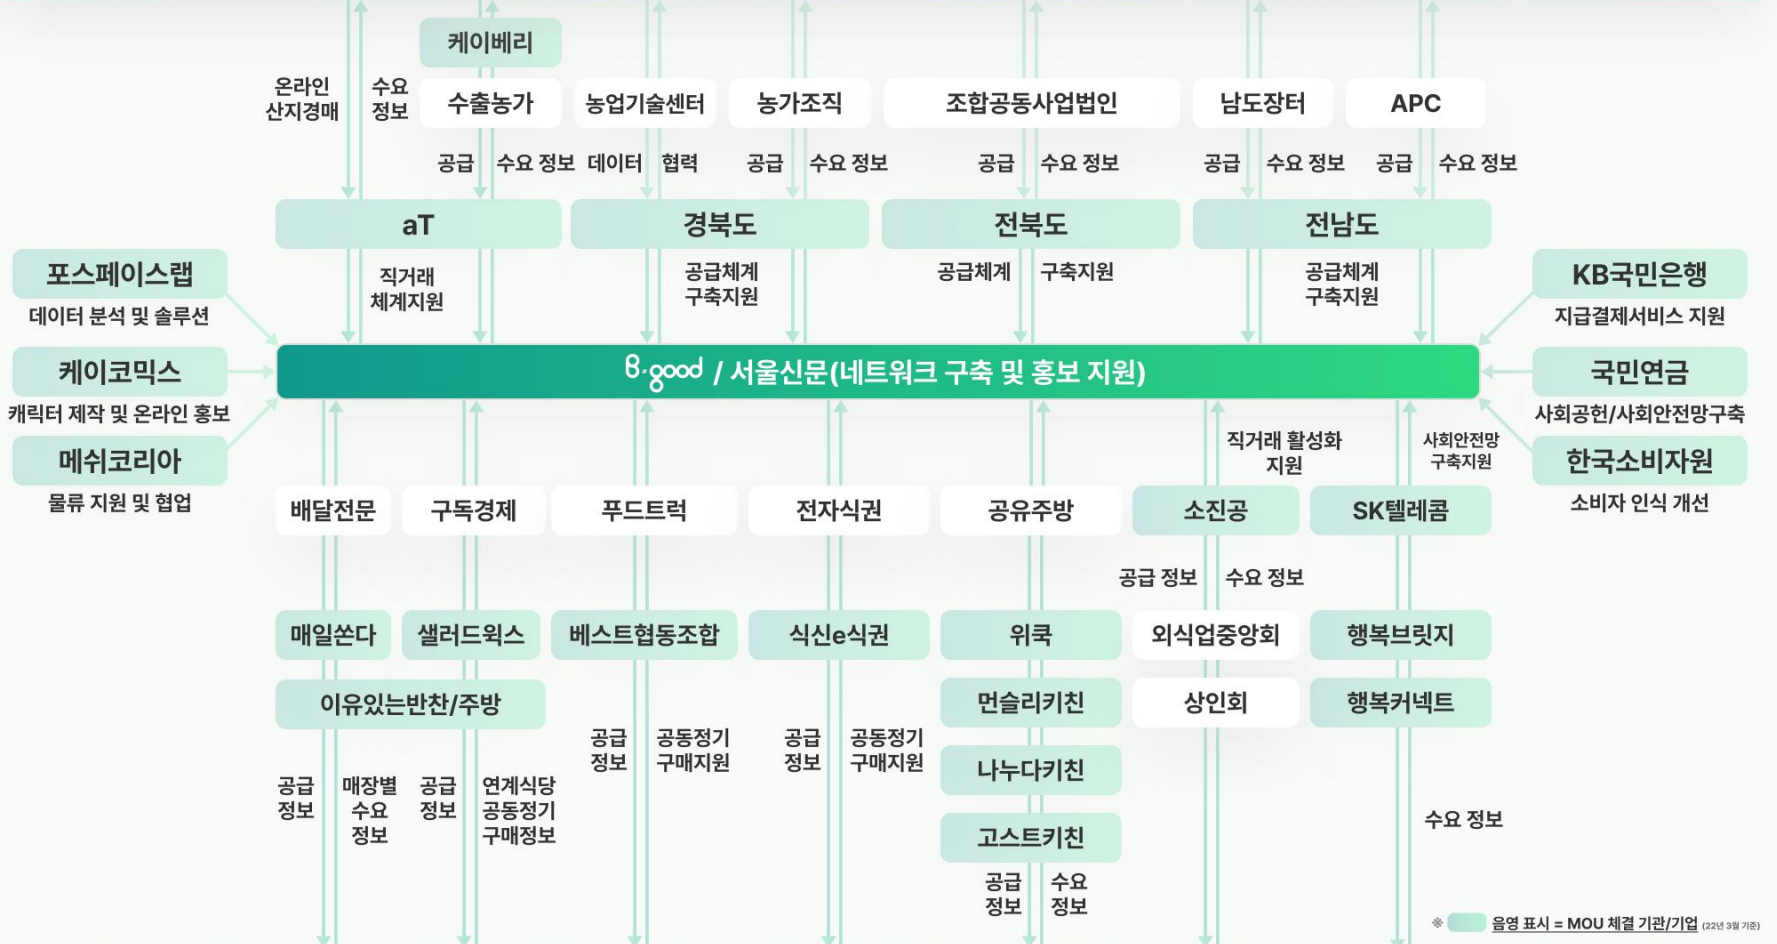 케이베리
온라인
산지경매
수요
정보
수출농가
농업기술센터
농가조직
조합공동사업법인
남도장터
APC
공급
수요 정보
데이터
협력
공급
수요 정보
공급
수요 정보
공급
수요 정보
공급
수요 정보
aT
경북도
전북도
전남도
직거래
체계지원
공급체계
구축지원
공급체계
구축지원
공급체계
구축지원
포스페이스랩
데이터 분석 및 솔루션
케이코믹스
캐릭터 제작 및 온라인 홍보
메쉬코리아
물류 지원 및 협업
KB국민은행
지급결제서비스 지원
국민연금
사회공헌/사회안전망구축
한국소비자원
소비자 인식 개선
B·good / 서울신문(네트워크 구축 및 홍보 지원)
직거래 활성화
지원
사회안전망
구축지원
배달전문
구독경제
푸드트럭
전자식권
공유주방
소진공
SK텔레콤
공급 정보
수요 정보
매일쏜다
샐러드윅스
베스트협동조합
식신e식권
위쿡
외식업중앙회
행복브릿지
이유있는반찬/주방
먼슬리키친
상인회
행복커넥트
공급
정보
공동정기
구매지원
공급
정보
공동정기
구매지원
나누다키친
고스트키친
공급
정보
매장별
수요
정보
공급
정보
연계식당
공동정기
구매정보
수요 정보
공급
정보
수요
정보
※ 음영 표시 = MOU 체결 기관/기업 (22년 3월 기준)